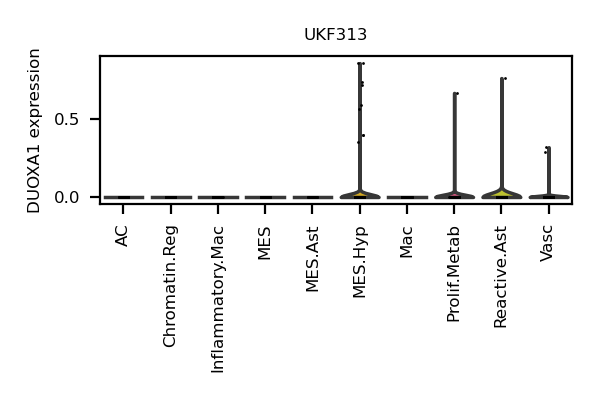 UKF313
DUOXA1 expression
0.5
0.0
AC
Chromatin.Reg
Inflammatory.Mac
MES
MES.Ast
MES.Hyp
Mac
Prolif.Metab
Reactive.Ast
Vasc